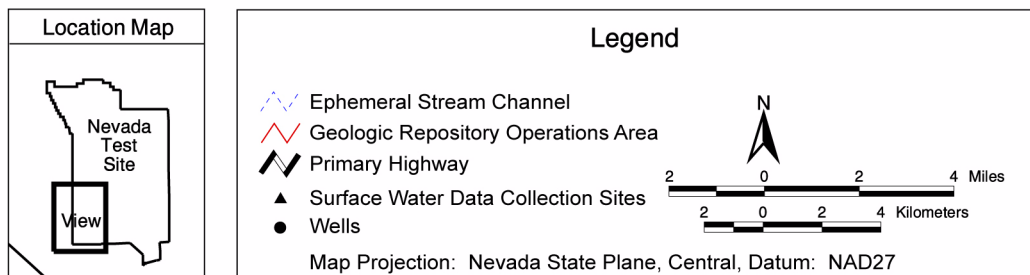 Location Map
Nevada
Test
Site
View
Legend
Ephemeral Stream Channel
Geologic Repository Operations Area
Primary Highway
Surface Water Data Collection Sites
Wells
N
2 0 2 4 Miles
2 0 2 4 Kilometers
Map Projection: Nevada State Plane, Central, Datum: NAD27